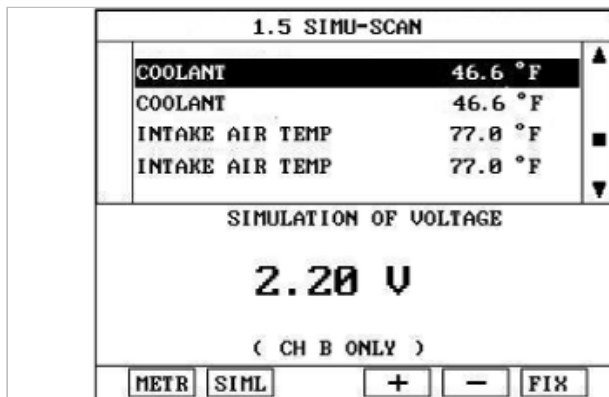 1.5 SIMU-SCAN
COOLANT 46.6 °F
COOLANT 46.6 °F
INTAKE AIR TEMP 77.0 °F
INTAKE AIR TEMP 77.0 °F
SIMULATION OF VOLTAGE
2.20 V
( CH B ONLY )
METR SIML + - FIX